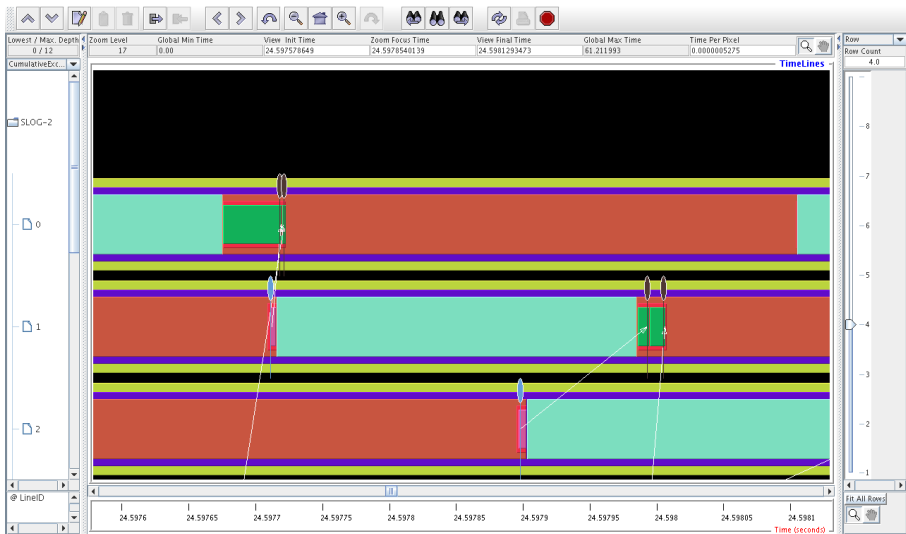 Lowest / Max. Depth Zoom Level Global Min Time View Init Time Zoom Focus Time View Final Time Global Max Time Time Per Pixel Row
0 / 12 17 0.00 24.597578649 24.5978540139 24.5981293473 61.211993 0.0000005275 Row Count
CumulativeExc... 4.0
TimeLines
SLOG-2
8
7
0 6
5
1 4
3
2 2
1
@ LineID Fit All Rows
24.5976 24.59765 24.5977 24.59775 24.5978 24.59785 24.5979 24.59795 24.598 24.59805 24.5981
Time (seconds)